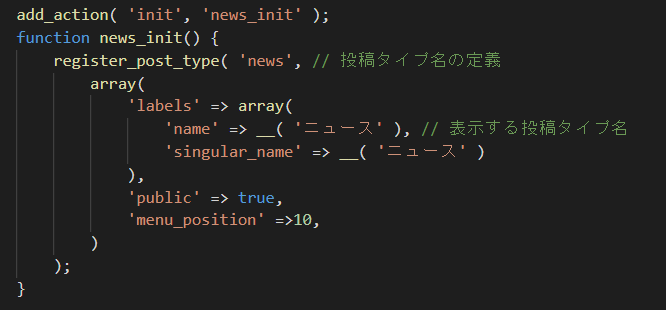 add_action( 'init', 'news_init' );
function news_init() {
register_post_type( 'news', // 投稿タイプ名の定義
array(
'labels' => array(
'name' => __( 'ニュース' ), // 表示する投稿タイプ名
'singular_name' => __( 'ニュース' )
),
'public' => true,
'menu_position' =>10,
)
);
}